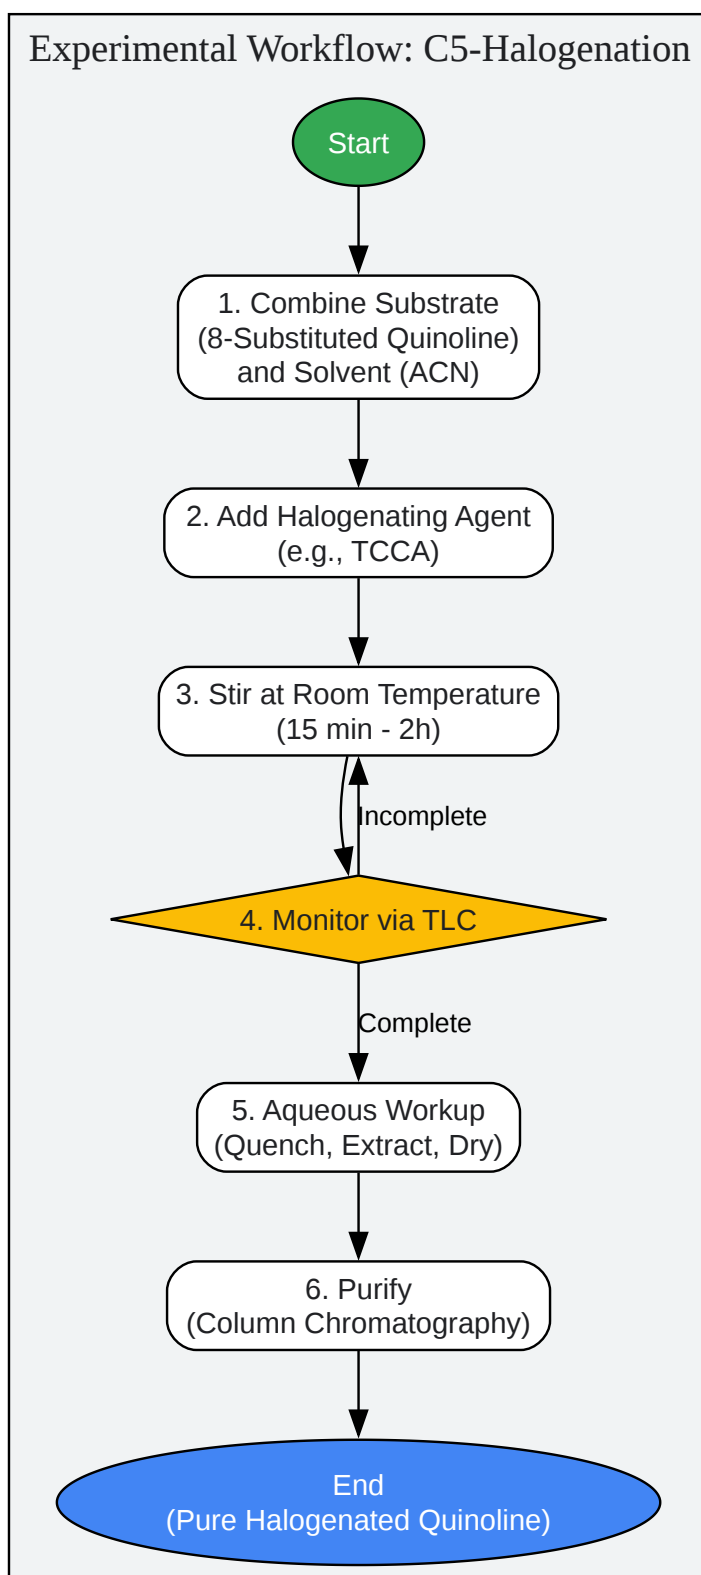 Experimental Workflow: C5-Halogenation
Start
1. Combine Substrate
(8-Substituted Quinoline)
and Solvent (ACN)
2. Add Halogenating Agent
(e.g., TCCA)
3. Stir at Room Temperature
(15 min - 2h)
Incomplete
4. Monitor via TLC
Complete
5. Aqueous Workup
(Quench, Extract, Dry)
6. Purify
(Column Chromatography)
End
(Pure Halogenated Quinoline)